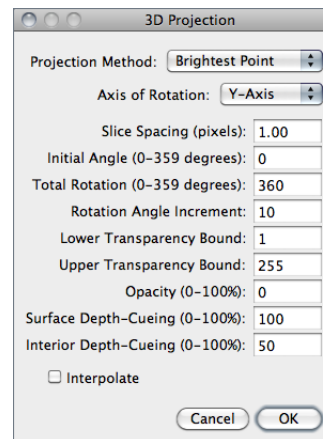 3D Projection
Projection Method: Brightest Point
Axis of Rotation: Y-Axis
Slice Spacing (pixels): 1.00
Initial Angle (0-359 degrees): 0
Total Rotation (0-359 degrees): 360
Rotation Angle Increment: 10
Lower Transparency Bound: 1
Upper Transparency Bound: 255
Opacity (0-100%): 0
Surface Depth-Cueing (0-100%): 100
Interior Depth-Cueing (0-100%): 50
Interpolate
Cancel OK